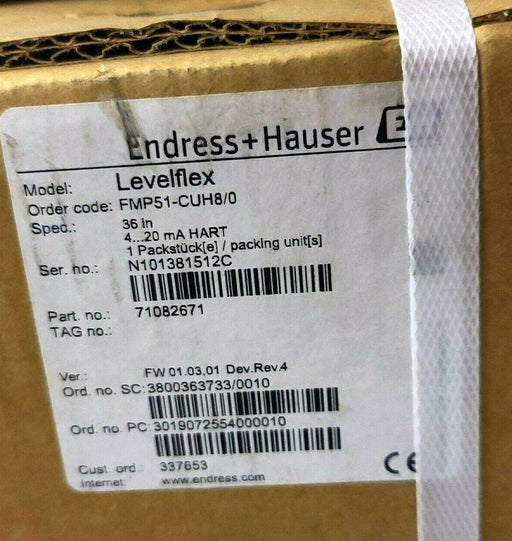 Endress+Hauser E
Model: Levelflex
Order code: FMP51-CUH8/0
Spec.: 36 in
4...20 mA HART
1 Packstück[e] / packing unit[s]
Ser. no.: N101381512C
Part. no.: 71082671
TAG no.:
Ver.: FW 01.03.01 Dev.Rev.4
Ord. no. SC: 3800363733/0010
Ord. no. PC: 3019072554000010
Cust. ord.: 337653
Internet: www.endress.com
CE